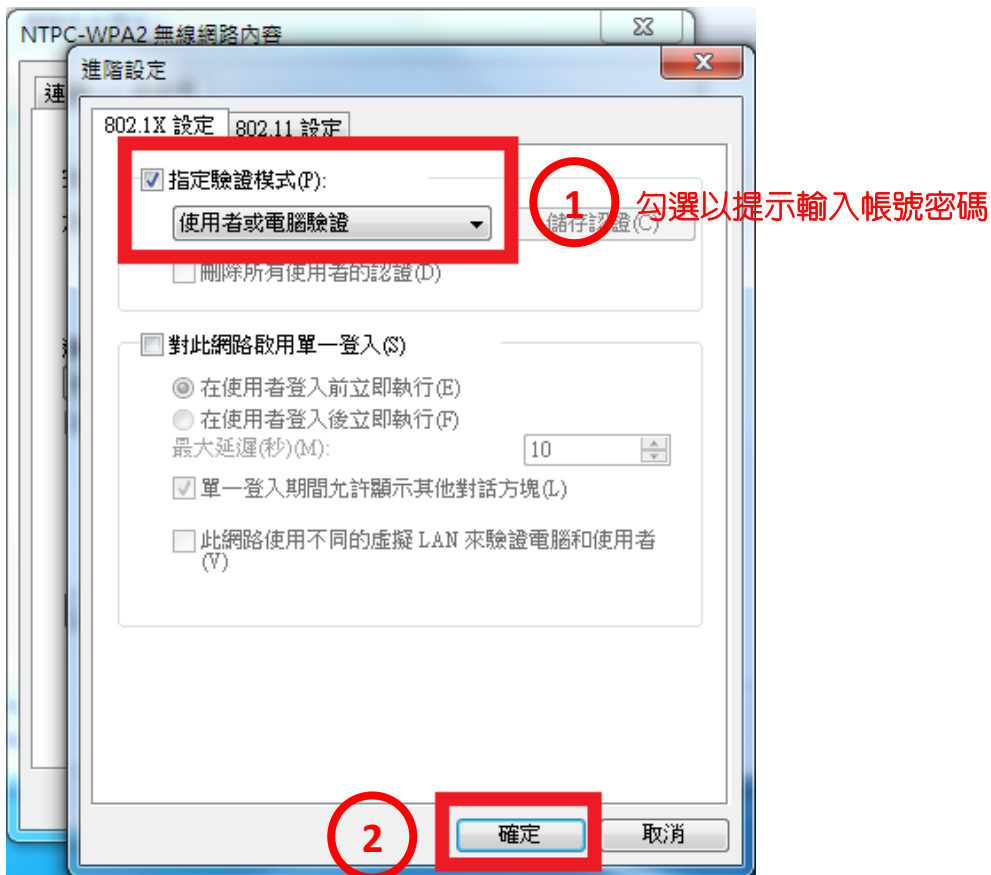 NTPC-WPA2 無線網路內容
進階設定
連
802.1X 設定 802.11 設定
指定驗證模式(P):
1 勾選以提示輸入帳號密碼
使用者或電腦驗證 儲存認證(C)
刪除所有使用者的認證(D)
對此網路啟用單一登入(S)
在使用者登入前立即執行(E)
在使用者登入後立即執行(F)
最大延遲(秒)(M): 10
單一登入期間允許顯示其他對話方塊(L)
此網路使用不同的虛擬 LAN 來驗證電腦和使用者
(V)
2 確定 取消